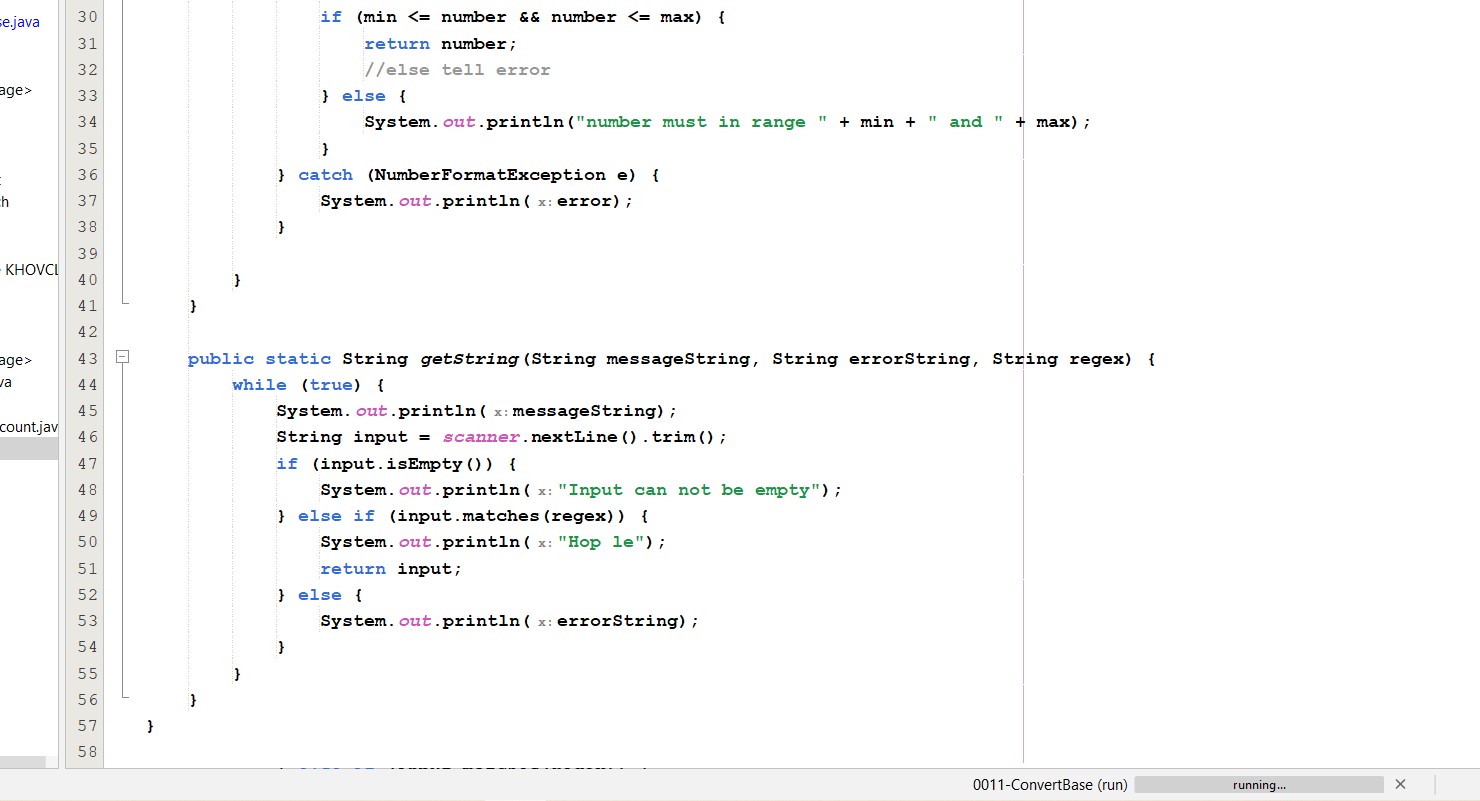 se.java
age>
ch
KHOVCL
age>
va
count.jav
30 if (min <= number && number <= max) {
31 return number;
32 //else tell error
33 } else {
34 System.out.println("number must in range " + min + " and " + max);
35 }
36 } catch (NumberFormatException e) {
37 System.out.println( x: error);
38 }
39
40 }
41 }
42
43 public static String getString(String messageString, String errorString, String regex) {
44 while (true) {
45 System.out.println( x: messageString);
46 String input = scanner.nextLine().trim();
47 if (input.isEmpty()) {
48 System.out.println( x: "Input can not be empty");
49 } else if (input.matches(regex)) {
50 System.out.println( x: "Hop le");
51 return input;
52 } else {
53 System.out.println( x: errorString);
54 }
55 }
56 }
57 }
58
0011-ConvertBase (run) running...